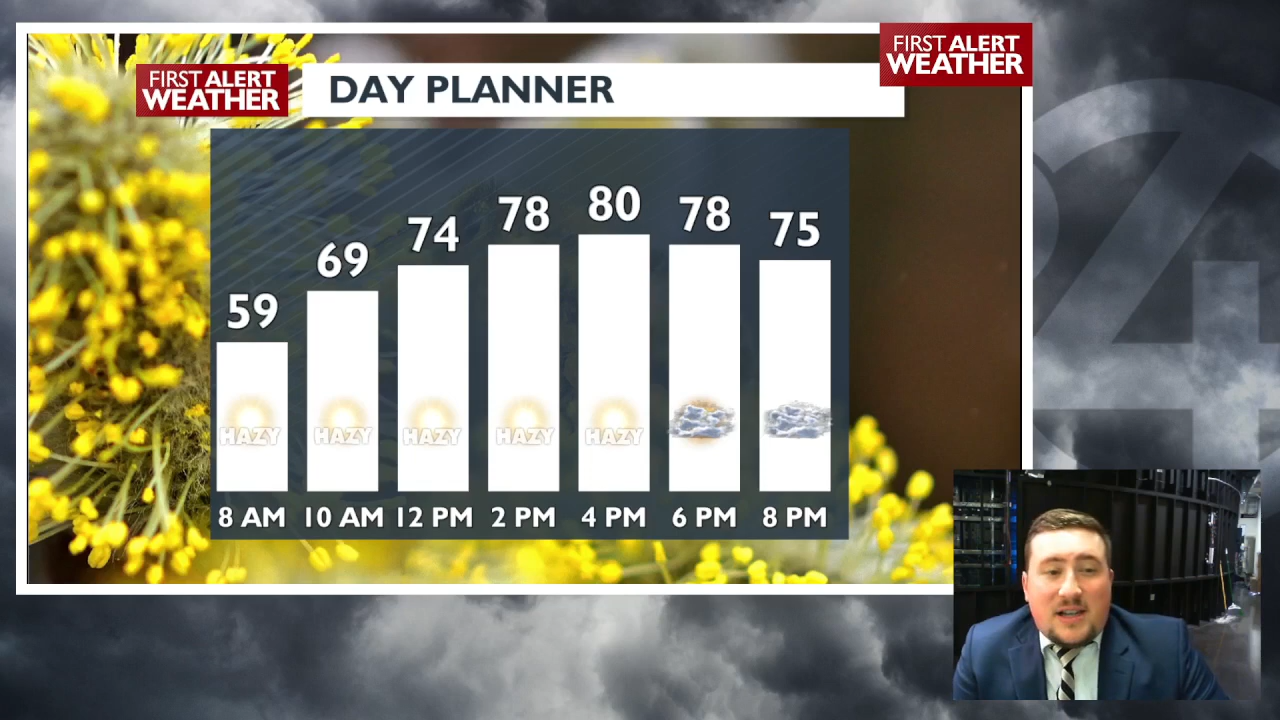 FIRST ALERT
WEATHER
DAY PLANNER
FIRST ALERT
WEATHER
59
69
74
78
80
78
75
HAZY
HAZY
HAZY
HAZY
HAZY
8 AM
10 AM
12 PM
2 PM
4 PM
6 PM
8 PM
24